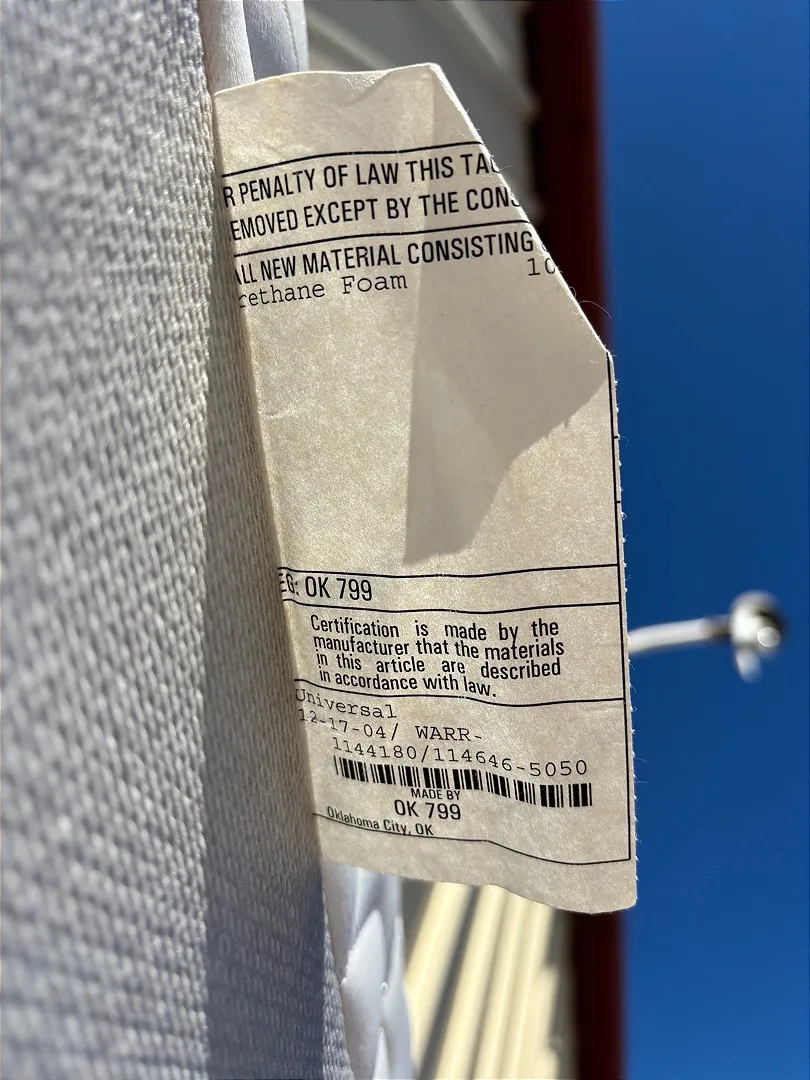 R PENALTY OF LAW THIS TAG
EMOVED EXCEPT BY THE CONS
ALL NEW MATERIAL CONSISTING
rethane Foam 10
EG: OK 799
Certification is made by the
manufacturer that the materials
in this article are described
in accordance with law.
Universal
12-17-04/ WARR-
1144180/114646-5050
MADE BY
OK 799
Oklahoma City, OK